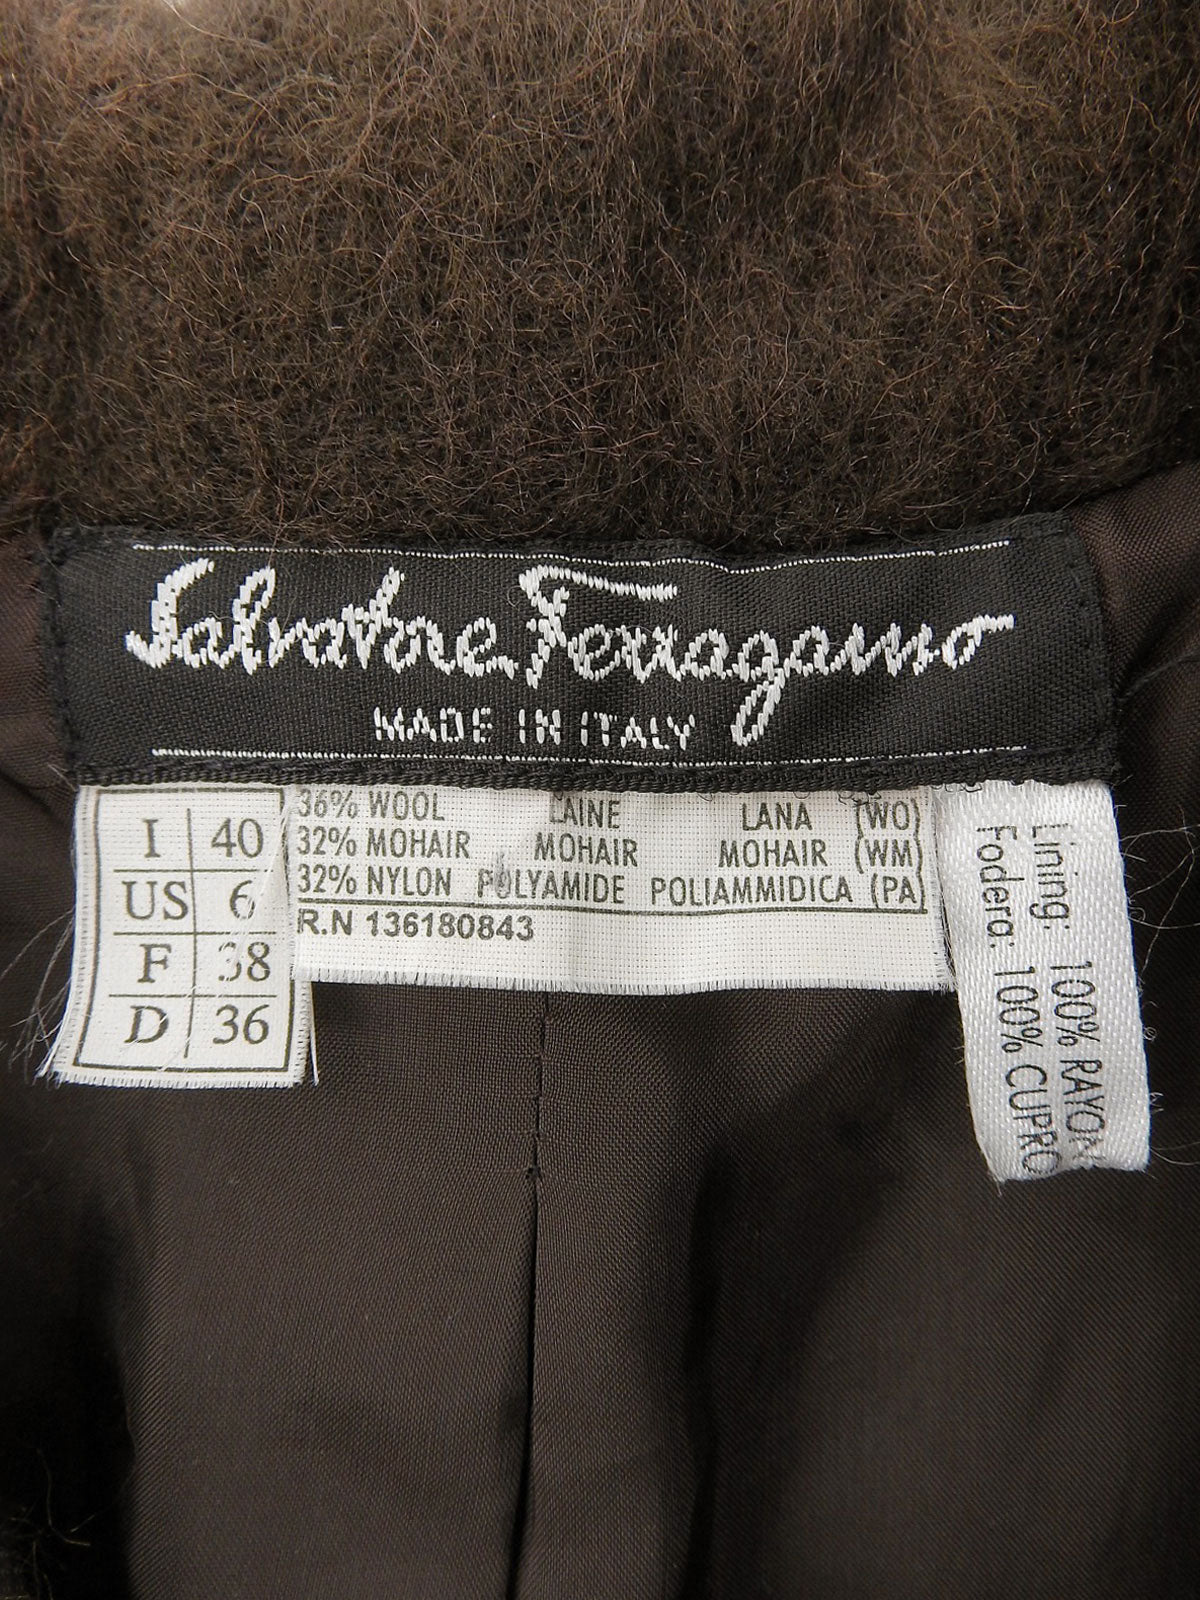 Salvatore Ferragamo
MADE IN ITALY
I 40
US 6
F 38
D 36
36% WOOL LAINE LANA (WO)
32% MOHAIR MOHAIR MOHAIR (WM)
32% NYLON POLYAMIDE POLIAMMIDICA (PA)
R.N 136180843
Linning: 100% RAYON
Fodera: 100% CUPRO